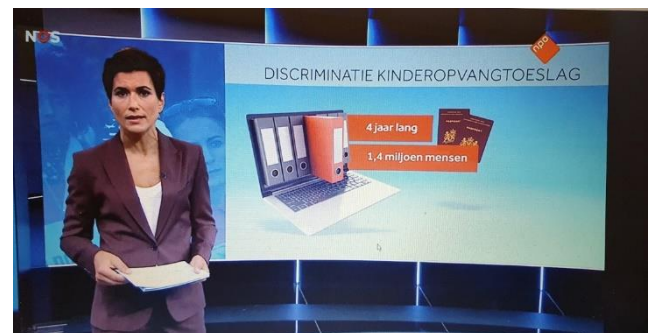 NOS
npo
DISCRIMINATIE KINDEROPVANGTOESLAG
4 jaar lang
1,4 miljoen mensen